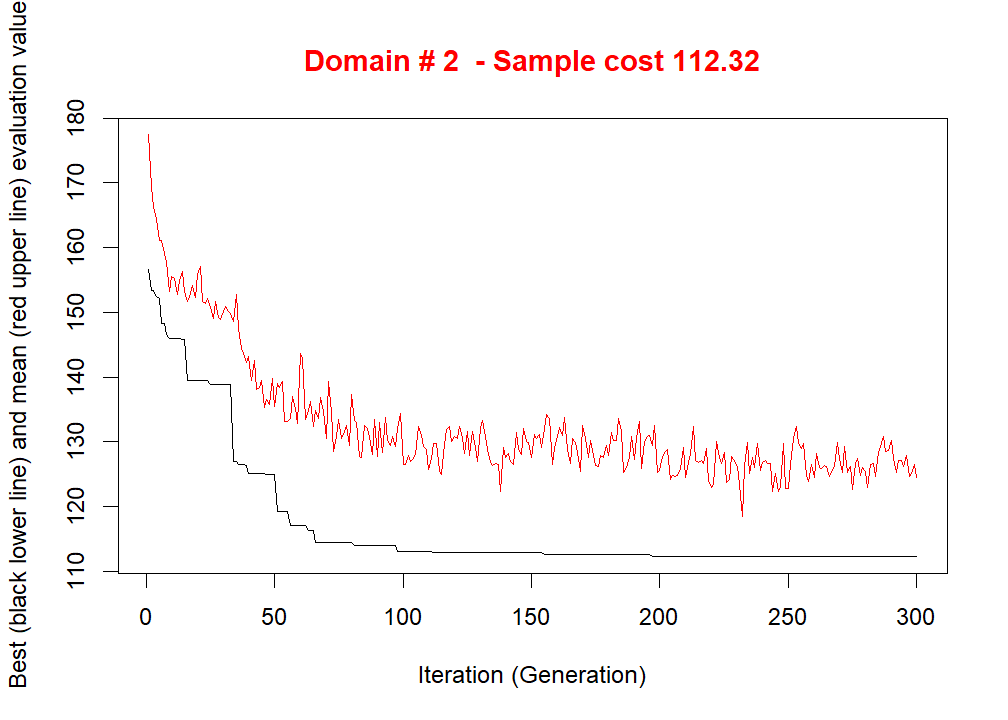 Domain # 2  - Sample cost 112.32
Best (black lower line) and mean (red upper line) evaluation value
180
170
160
150
140
130
120
110
0 50 100 150 200 250 300
Iteration (Generation)